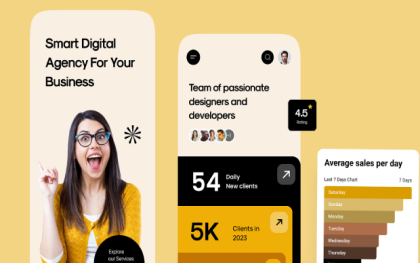 Smart Digital
Agency For Your
Business
Explore
our Services
Team of passionate
designers and
developers
4.5
Rating
54
Daily
New clients
5K
Clients in
2023
Average sales per day
Last 7 Days Chart
7 Days
Saturday
Sunday
Monday
Tuesday
Wednesday
Thursday